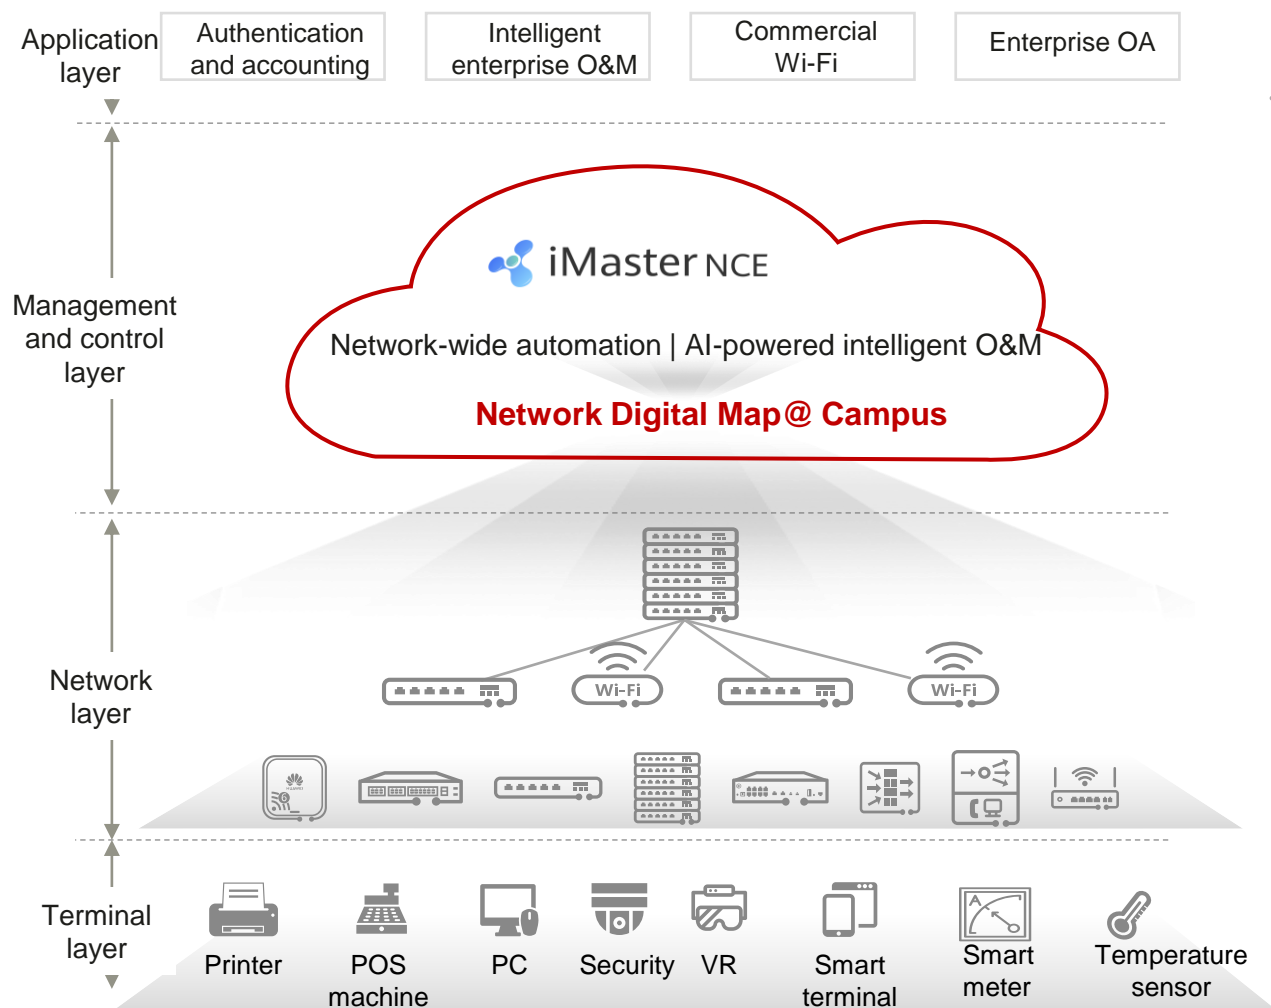 Application
layer
Authentication
and accounting
Intelligent
enterprise O&M
Commercial
Wi-Fi
Enterprise OA
Management
and control
layer
iMaster NCE
Network-wide automation | AI-powered intelligent O&M
Network Digital Map@ Campus
Network
layer
Wi-Fi
Wi-Fi
HUAWEI
6
Terminal
layer
A
Printer
POS
machine
PC
Security
VR
Smart
terminal
Smart
meter
Temperature
sensor